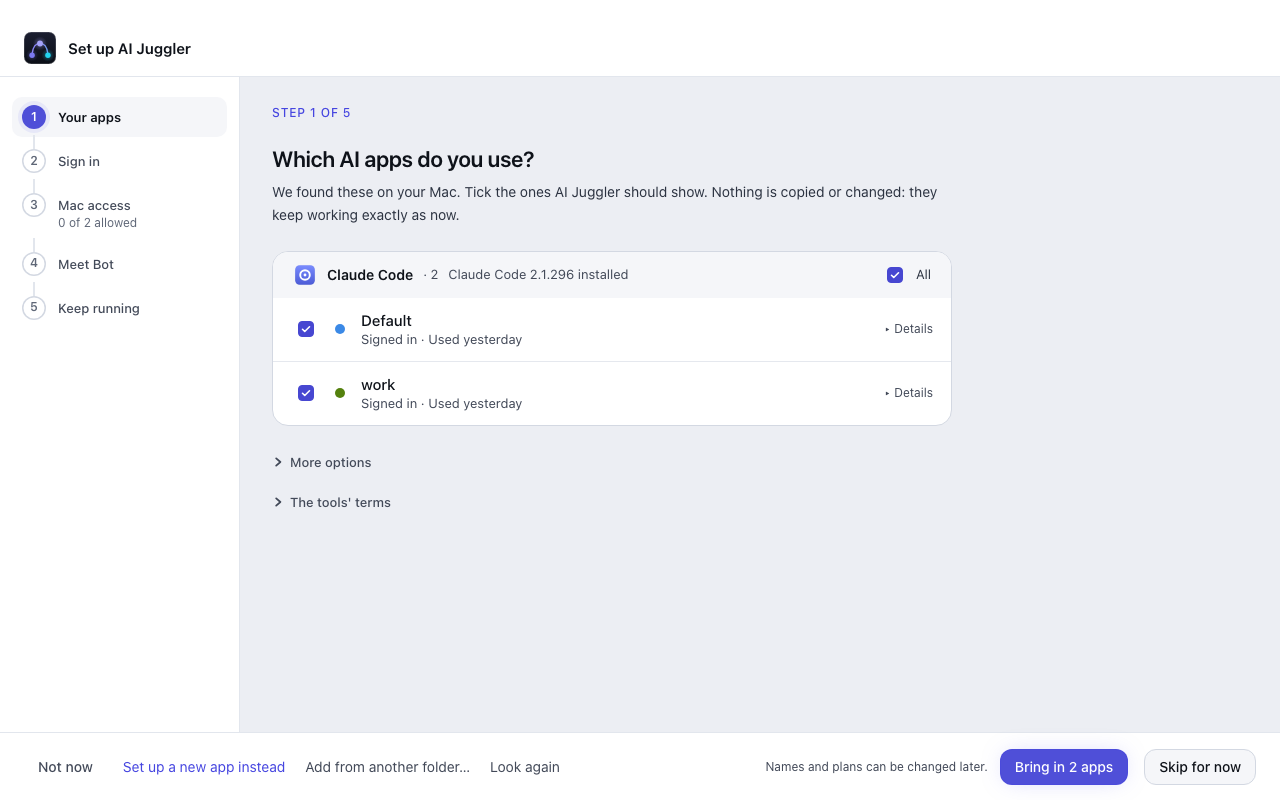 Set up AI Juggler
1 Your apps
2 Sign in
3 Mac access
0 of 2 allowed
4 Meet Bot
5 Keep running
STEP 1 OF 5
Which AI apps do you use?
We found these on your Mac. Tick the ones AI Juggler should show. Nothing is copied or changed: they
keep working exactly as now.
Claude Code · 2 Claude Code 2.1.296 installed All
Default
Signed in · Used yesterday
Details
work
Signed in · Used yesterday
Details
More options
The tools' terms
Not now Set up a new app instead Add from another folder... Look again Names and plans can be changed later. Bring in 2 apps Skip for now